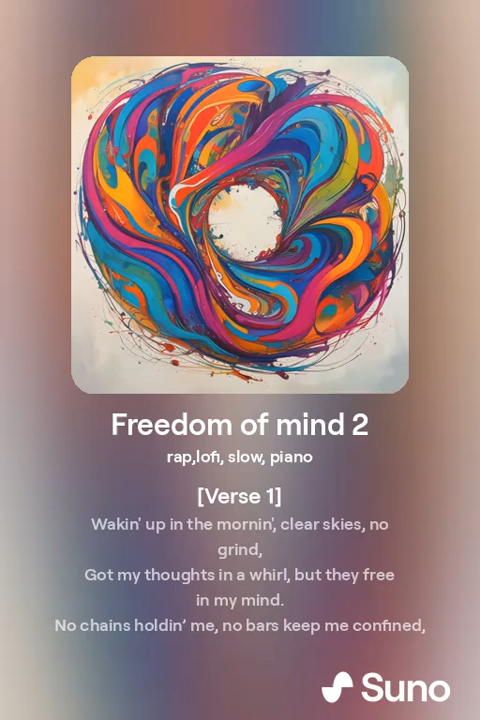 Freedom of mind 2
rap,lofi, slow, piano
[Verse 1]
Wakin' up in the mornin', clear skies, no
grind,
Got my thoughts in a whirl, but they free
in my mind.
No chains holdin’ me, no bars keep me confined,
Suno